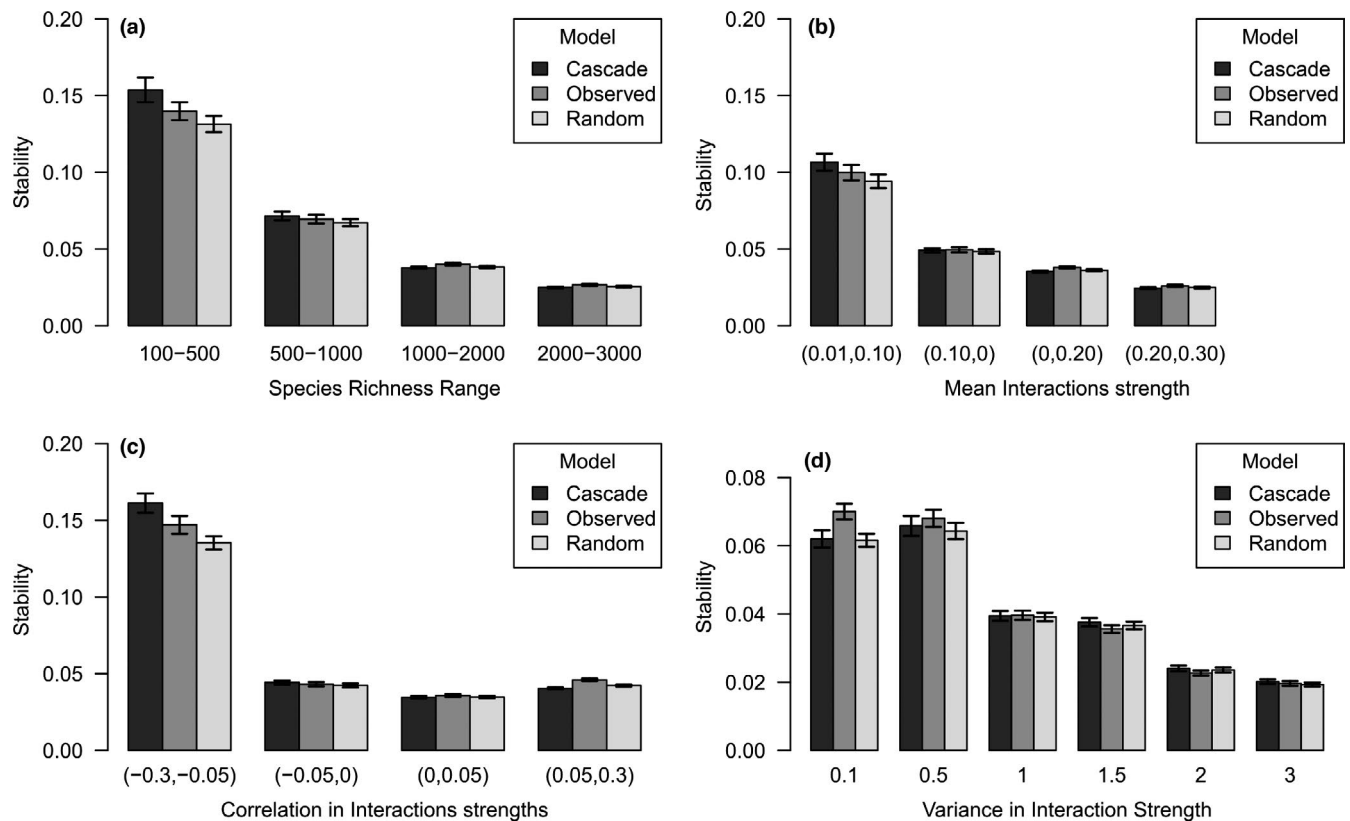 (a)
Model
Cascade
Observed
Random
0.20
0.15
0.10
0.05
0.00
Stability
100−500 500−1000 1000−2000 2000−3000
Species Richness Range
(b)
Model
Cascade
Observed
Random
0.20
0.15
0.10
0.05
0.00
Stability
(0.01,0.10) (0.10,0) (0,0.20) (0.20,0.30)
Mean Interactions strength
(c)
Model
Cascade
Observed
Random
0.20
0.15
0.10
0.05
0.00
Stability
(−0.3,−0.05) (−0.05,0) (0,0.05) (0.05,0.3)
Correlation in Interactions strengths
(d)
Model
Cascade
Observed
Random
0.08
0.06
0.04
0.02
0.00
Stability
0.1 0.5 1 1.5 2 3
Variance in Interaction Strength